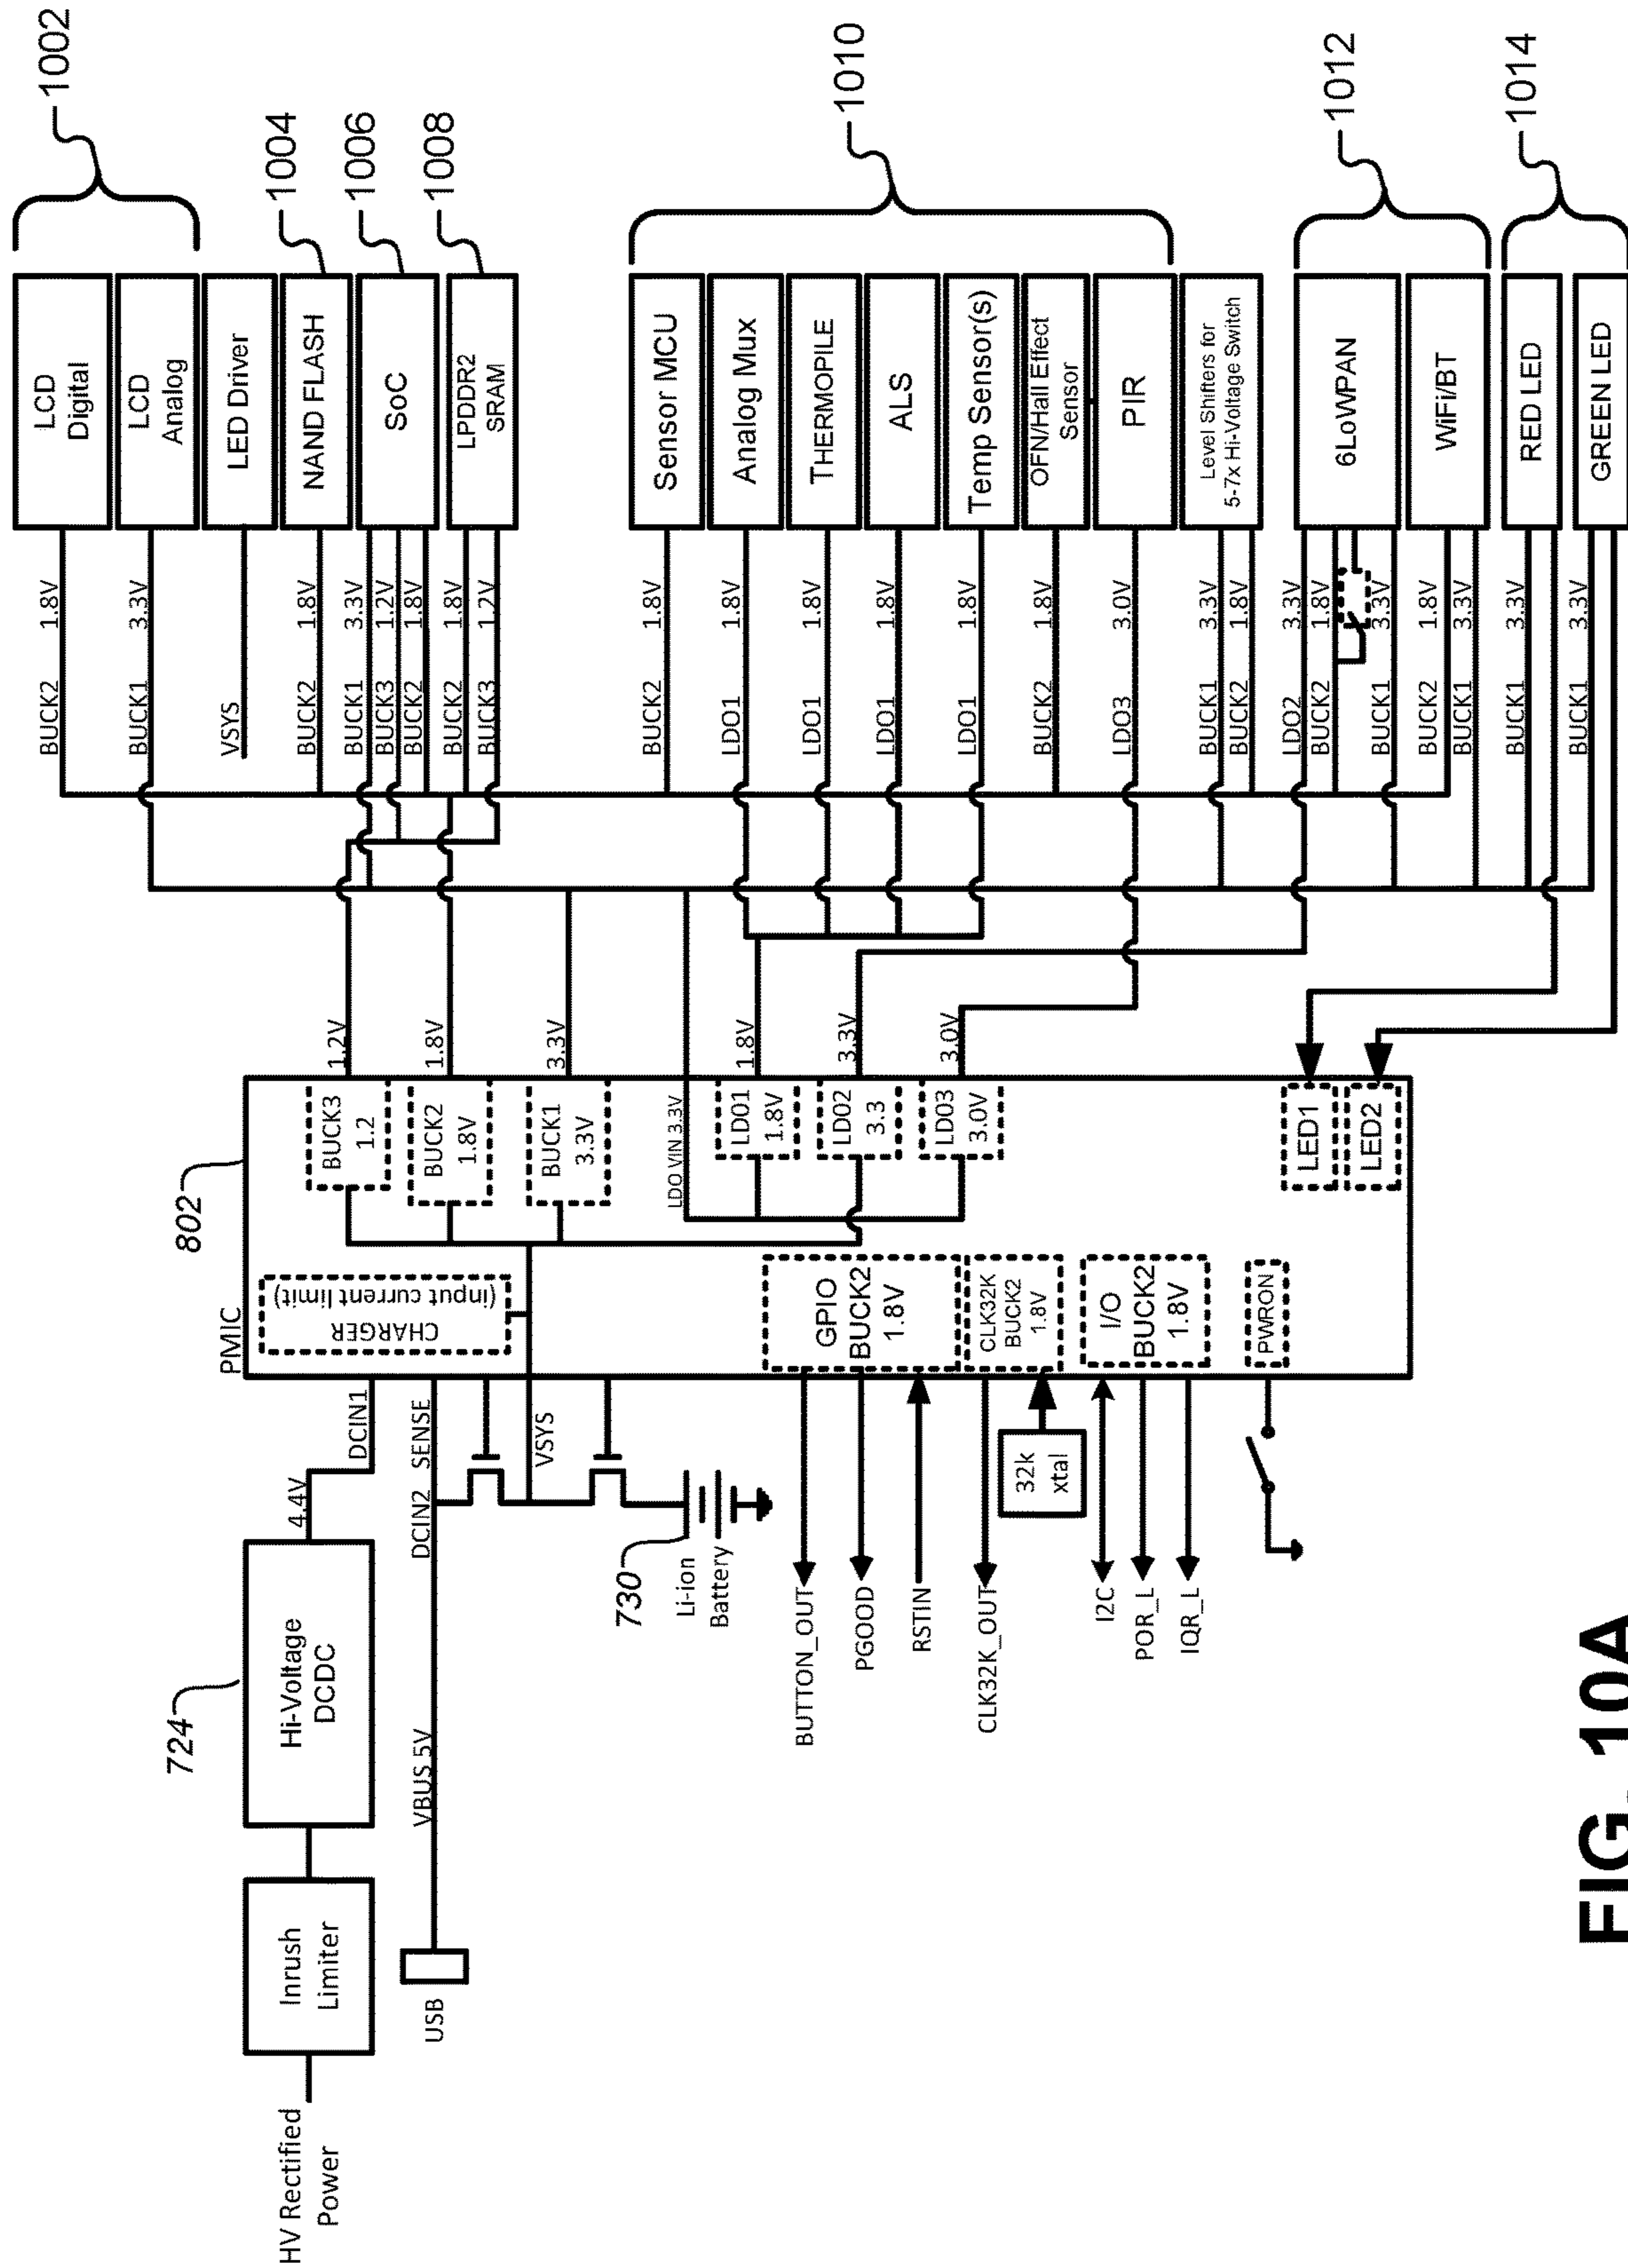 HV Rectified
Power
Inrush
Limiter
724
Hi-Voltage
DCDC
4.4V
DCIN1
USB
VBUS 5V
DCIN2
SENSE
VSYS
730
Li-ion
Battery
BUTTON_OUT
PGOOD
RSTIN
CLK32K_OUT
32k
xtal
I2C
POR_L
IQR_L
802
PMIC
CHARGER
(input current limit)
BUCK3
1.2
BUCK2
1.8V
BUCK1
3.3V
LDO VIN 3.3V
LDO1
1.8V
LDO2
3.3
LDO3
3.0V
GPIO
BUCK2
1.8V
CLK32K
BUCK2
1.8V
I/O
BUCK2
1.8V
PWRON
LED1
LED2
1.2V
1.8V
3.3V
1.8V
3.3V
3.0V
BUCK2 1.8V
LCD
Digital
BUCK1 3.3V
LCD
Analog
1002
VSYS
LED Driver
BUCK2 1.8V
NAND FLASH
1004
BUCK1 3.3V
BUCK3 1.2V
BUCK2 1.8V
SoC
1006
BUCK2 1.8V
BUCK3 1.2V
LPDDR2
SRAM
1008
BUCK2 1.8V
Sensor MCU
LDO1 1.8V
Analog Mux
LDO1 1.8V
THERMOPILE
LDO1 1.8V
ALS
LDO1 1.8V
Temp Sensor(s)
BUCK2 1.8V
OFN/Hall Effect
Sensor
LDO3 3.0V
PIR
1010
BUCK1 3.3V
BUCK2 1.8V
Level Shifters for
5-7x Hi-Voltage Switch
LDO2 3.3V
BUCK2 1.8V
BUCK1 3.3V
6LoWPAN
BUCK2 1.8V
BUCK1 3.3V
WiFi/BT
1012
BUCK1 3.3V
RED LED
BUCK1 3.3V
GREEN LED
1014
FIG. 10A